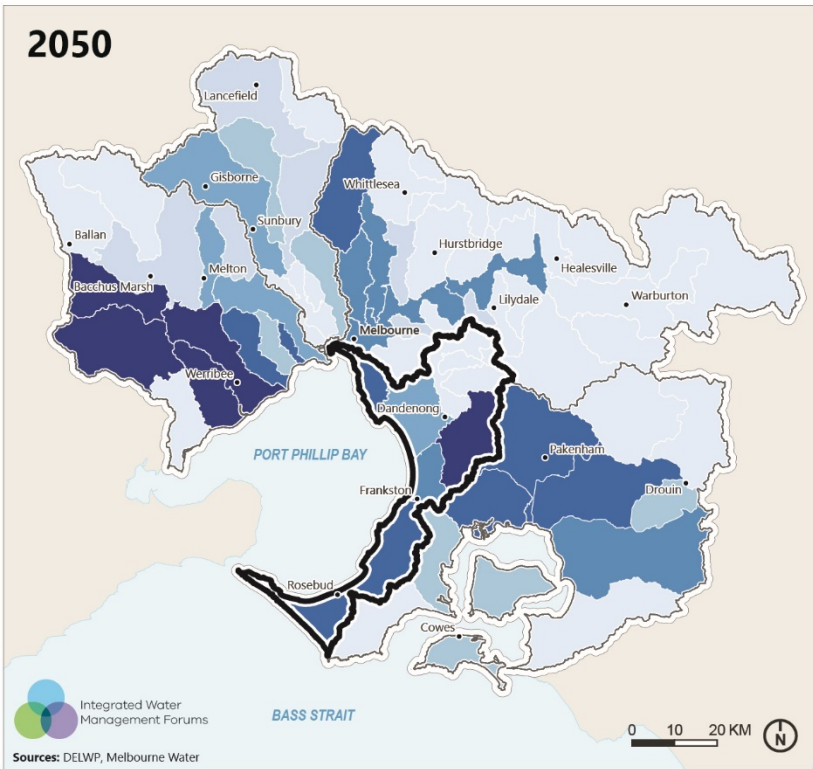 2050
Lancefield
Gisborne
Whittlesea
Sunbury
Ballan
Hurstbridge
Healesville
Melton
Bacchus Marsh
Lilydale
Warburton
Melbourne
Werribee
Dandenong
PORT PHILLIP BAY
Pakenham
Frankston
Drouin
Rosebud
Cowes
Integrated Water
Management Forums
BASS STRAIT
0 10 20 KM
N
Sources: DELWP, Melbourne Water